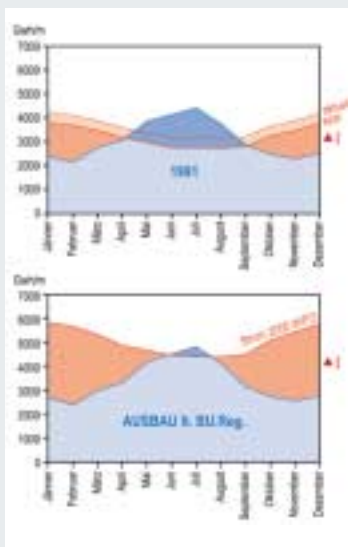 Gwh/m
7000
6000
5000
4000
3000
2000
1000
0
Jänner
Februar
März
April
Mai
Juni
Juli
August
September
Oktober
November
Dezember
1981
Gwh/m
7000
6000
5000
4000
3000
2000
1000
0
Jänner
Februar
März
April
Mai
Juni
Juli
August
September
Oktober
November
Dezember
AUSBAU lt. BU.Reg.